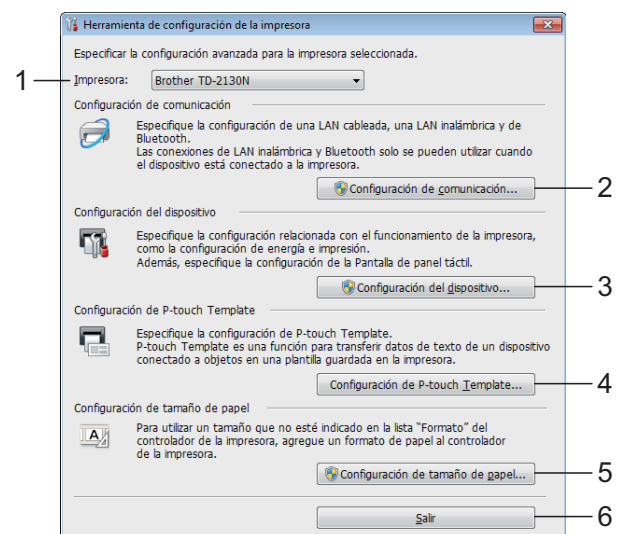 Herramienta de configuración de la impresora
Especificar la configuración avanzada para la impresora seleccionada.
1
Impresora: Brother TD-2130N
Configuración de comunicación
Especifique la configuración de una LAN cableada, una LAN inalámbrica y de
Bluetooth.
Las conexiones de LAN inalámbrica y Bluetooth solo se pueden utilizar cuando
el dispositivo está conectado a la impresora.
Configuración de comunicación...
2
Configuración del dispositivo
Especifique la configuración relacionada con el funcionamiento de la impresora,
como la configuración de energía e impresión.
Además, especifique la configuración de la Pantalla de panel táctil.
Configuración del dispositivo...
3
Configuración de P-touch Template
Especifique la configuración de P-touch Template.
P-touch Template es una función para transferir datos de texto de un dispositivo
conectado a objetos en una plantilla guardada en la impresora.
Configuración de P-touch Template...
4
Configuración de tamaño de papel
Para utilizar un tamaño que no esté indicado en la lista "Formato" del
controlador de la impresora, agregue un formato de papel al controlador
de la impresora.
A
Configuración de tamaño de papel...
5
Salir
6